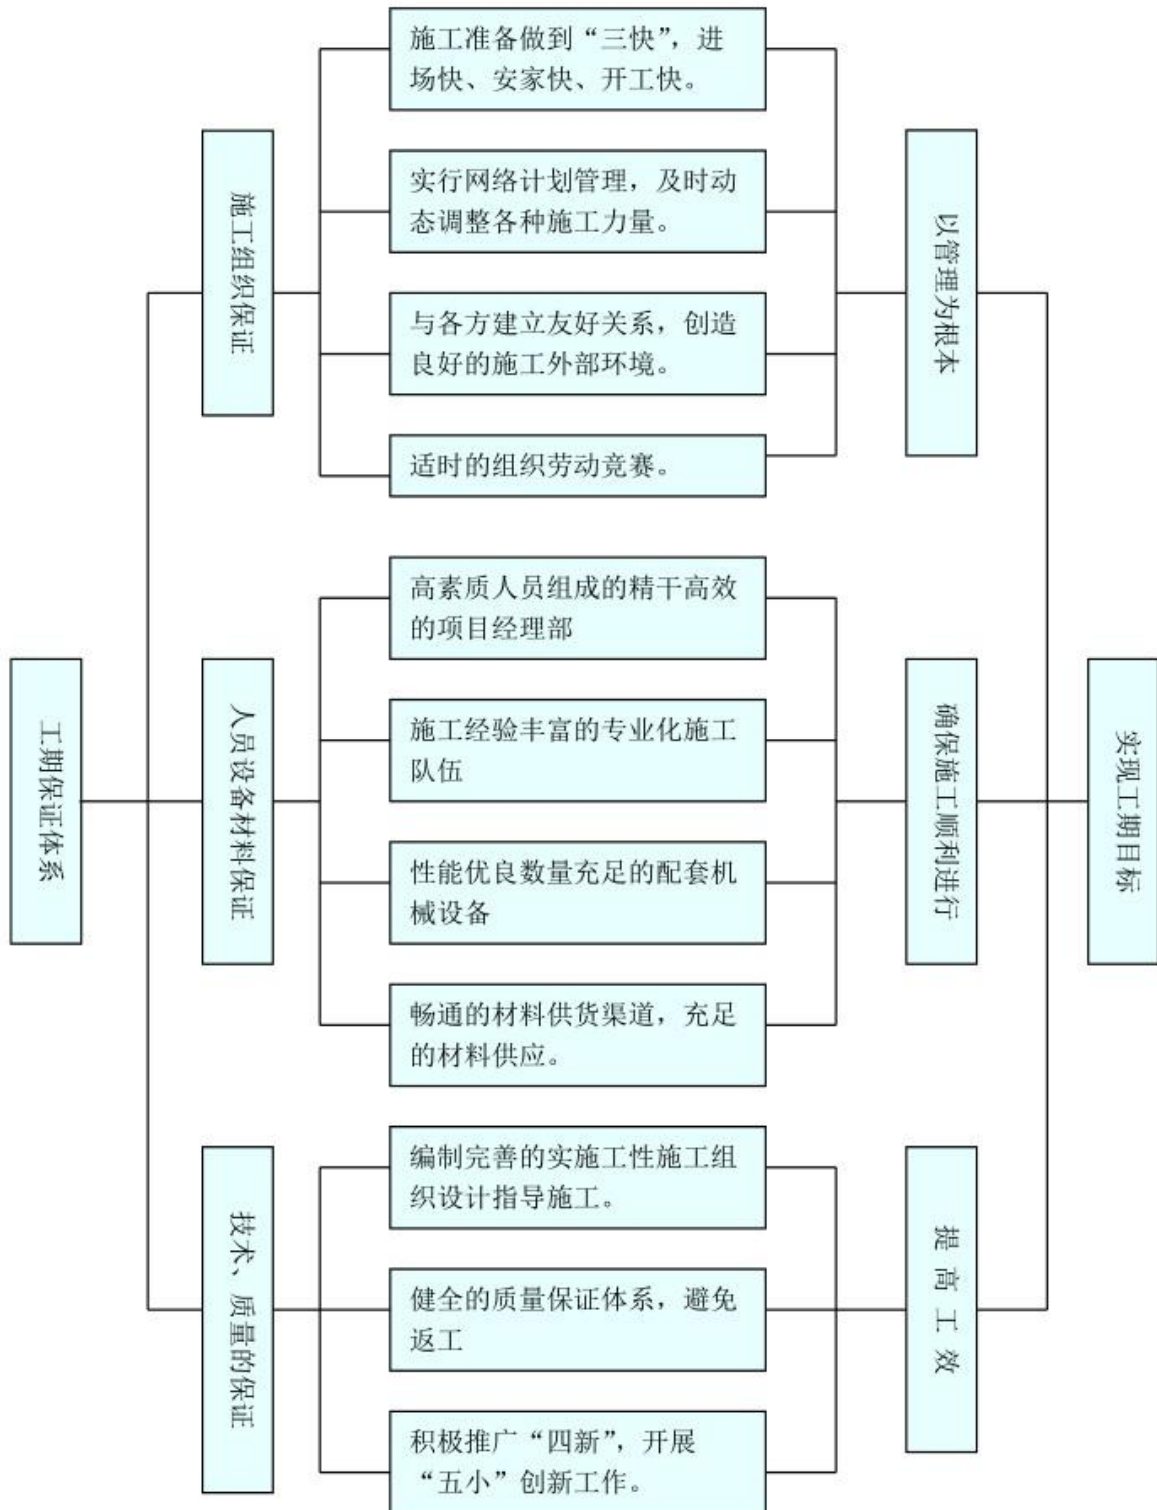 工期保证体系
施工组织保证
施工准备做到“三快”，进
场快、安家快、开工快。
实行网络计划管理，及时动
态调整各种施工力量。
与各方建立友好关系，创造
良好的施工外部环境。
适时的组织劳动竞赛。
以管理为根本
人员设备材料保证
高素质人员组成的精干高效
的项目经理部
施工经验丰富的专业化施工
队伍
性能优良数量充足的配套机
械设备
畅通的材料供货渠道，充足
的材料供应。
确保施工顺利进行
技术、质量的保证
编制完善的实施工性施工组
织设计指导施工。
健全的质量保证体系，避免
返工
积极推广“四新”，开展
“五小”创新工作。
提高工效
实现工期目标